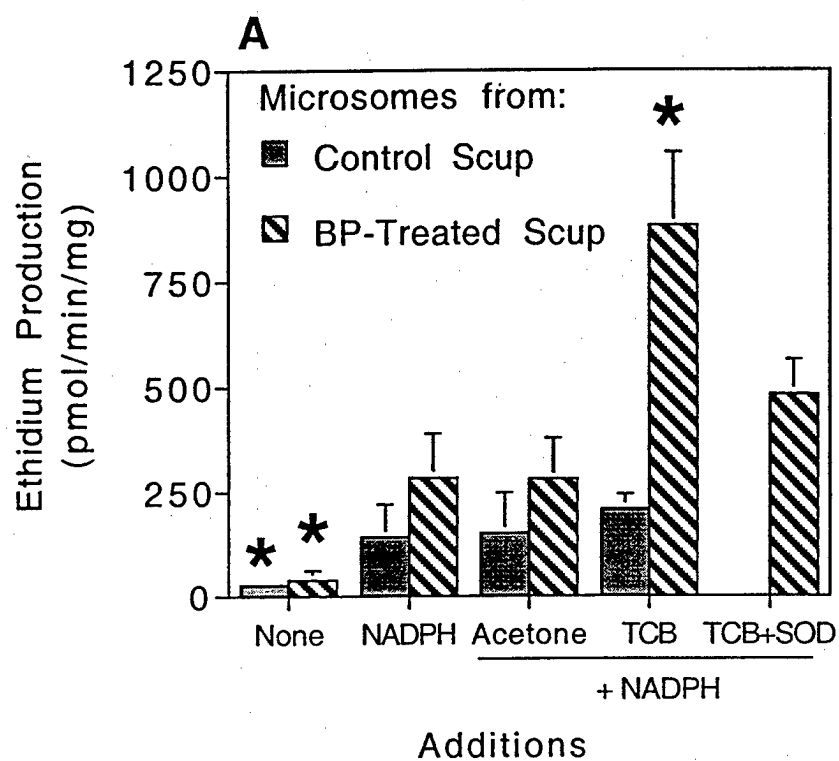 A
1250
1000
750
500
250
0
Ethidium Production
(pmol/min/mg)
Microsomes from:
Control Scup
BP-Treated Scup
*
*
*
None NADPH Acetone TCB TCB+SOD
+ NADPH
Additions